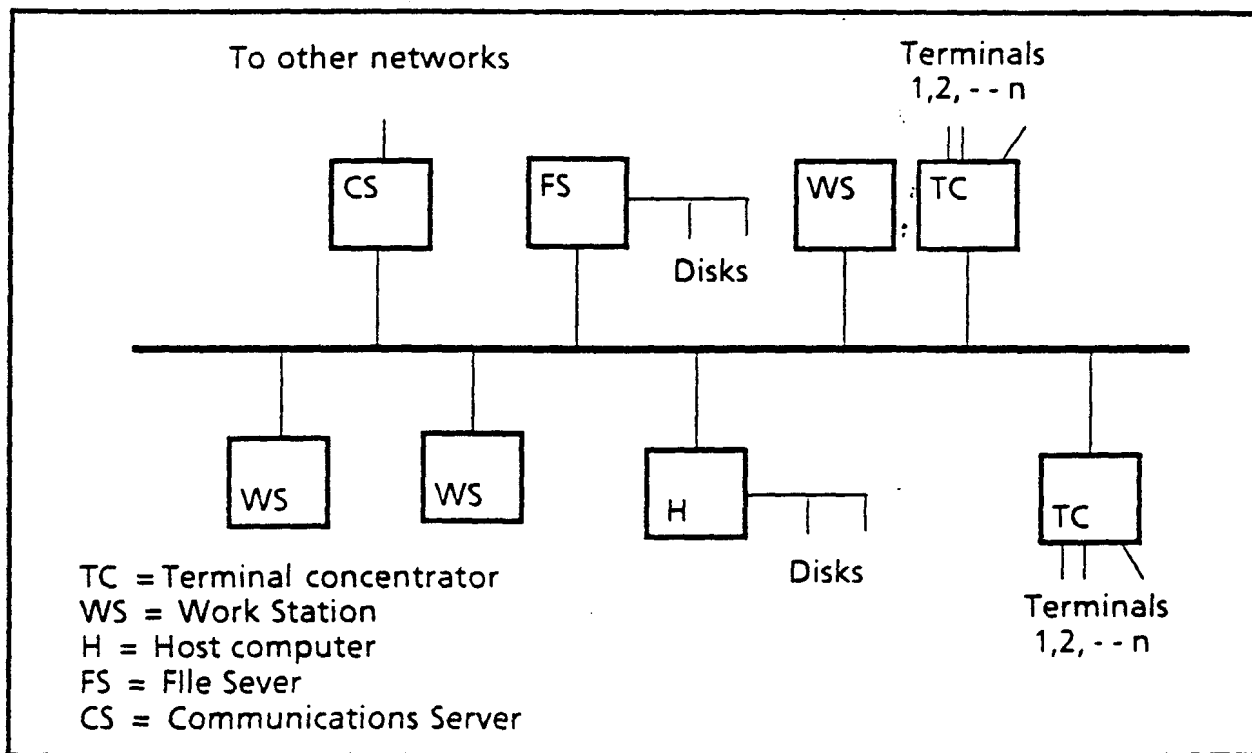 To other networks
Terminals
1,2, - - n
CS
FS
WS
TC
Disks
WS
WS
H
TC
Disks
Terminals
1,2, - - n
TC = Terminal concentrator
WS = Work Station
H = Host computer
FS = FIle Sever
CS = Communications Server